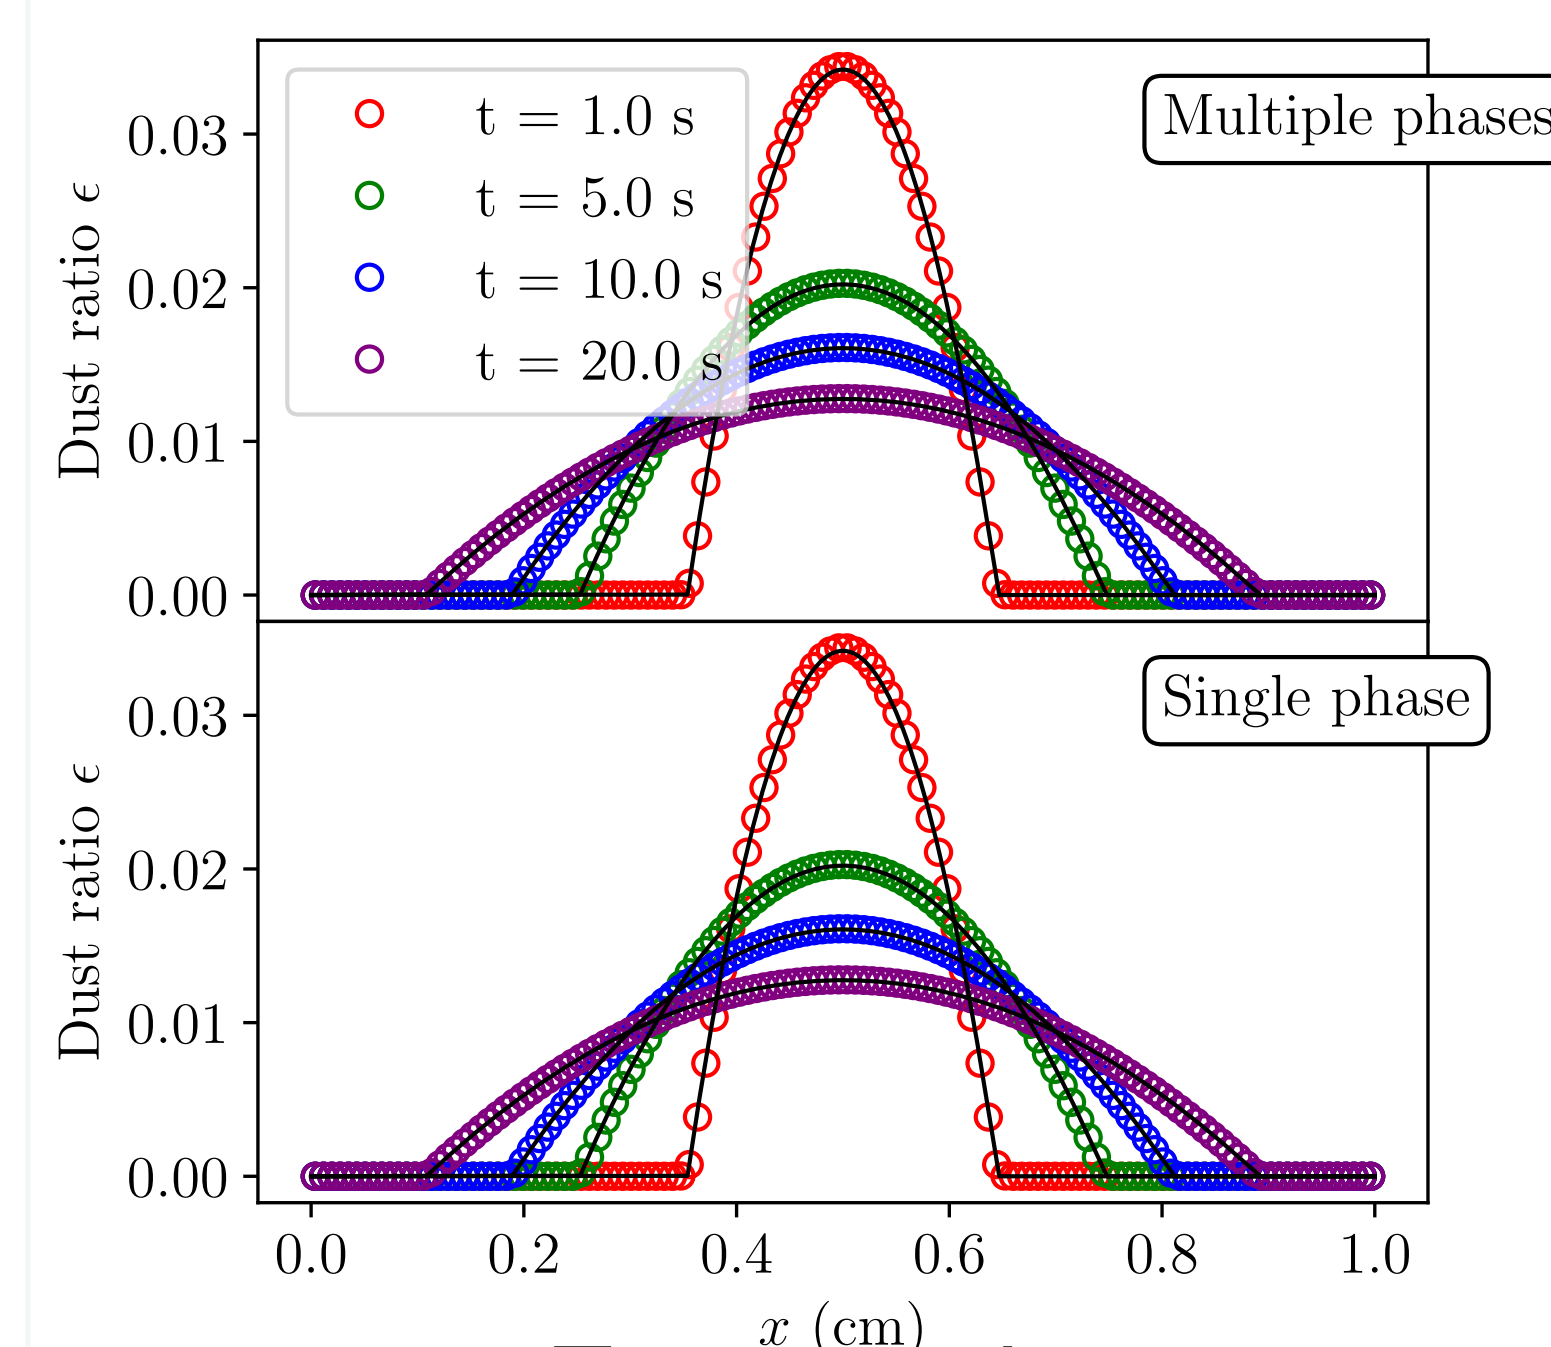 Multiple phases
t = 1.0 s
t = 5.0 s
t = 10.0 s
t = 20.0 s
Dust ratio ϵ
0.03
0.02
0.01
0.00
Single phase
Dust ratio ϵ
0.03
0.02
0.01
0.00
0.0 0.2 0.4 0.6 0.8 1.0
x (cm)